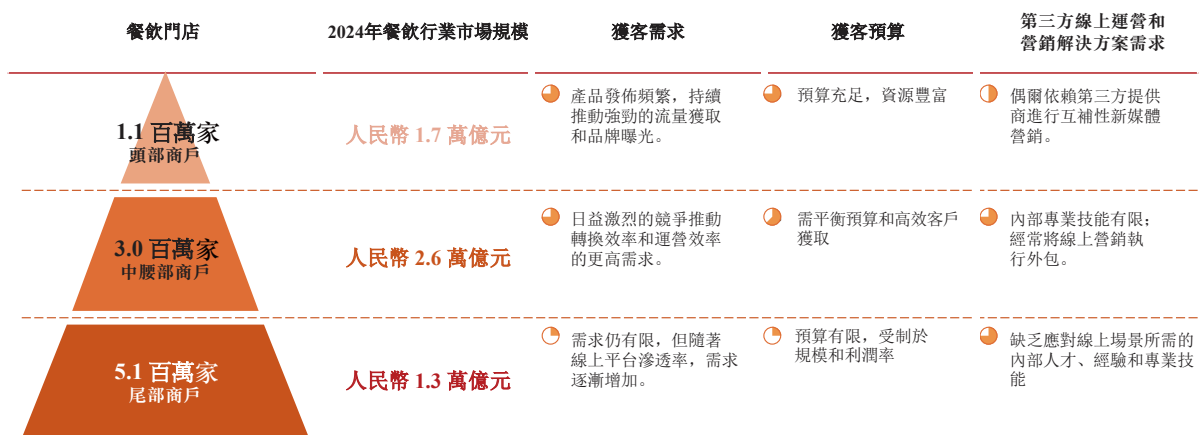 餐飲門店
2024年餐飲行業市場規模
獲客需求
獲客預算
第三方線上運營和
營銷解決方案需求
1.1 百萬家
頭部商戶
人民幣 1.7 萬億元
產品發佈頻繁，持續
推動強勁的流量獲取
和品牌曝光。
預算充足，資源豐富
偶爾依賴第三方提供
商進行互補性新媒體
營銷。
3.0 百萬家
中腰部商戶
人民幣 2.6 萬億元
日益激烈的競爭推動
轉換效率和運營效率
的更高需求。
需平衡預算和高效客戶
獲取
內部專業技能有限；
經常將線上營銷執
行外包。
5.1 百萬家
尾部商戶
人民幣 1.3 萬億元
需求仍有限，但隨著
線上平台滲透率，需求
逐漸增加。
預算有限，受制於
規模和利潤率
缺乏應對線上場景所需的
內部人才、經驗和專業技
能